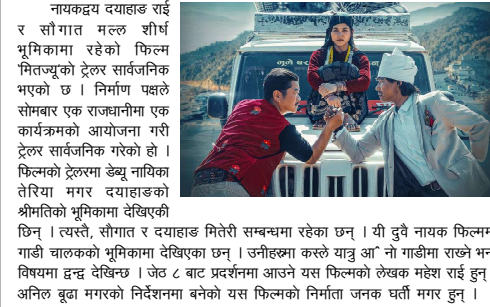 नायकद्वय दयाहाङ राई
र सौगात मल्ल शीर्ष
भूमिकामा रहेको फिल्म
'मितज्यू'को ट्रेलर सार्वजनिक
भएको छ । निर्माण पक्षले
सोमबार एक राजधानीमा एक
कार्यक्रमको आयोजना गरी
ट्रेलर सार्वजनिक गरेको हो ।
फिल्मको ट्रेलरमा डेब्यू नायिका
तेरिया मगर दयाहाङको
श्रीमतिको भूमिकामा देखिएकी
छिन् । त्यस्तै, सौगात र दयाहाङ मितेरी सम्बन्धमा रहेका छन् । यी दुवै नायक फिल्मम
गाडी चालकको भूमिकामा देखिएका छन् । उनीहरुमा कस्ले यात्रु आˆनो गाडीमा राख्ने भन
विषयमा द्वन्द्व देखिन्छ । जेठ ८ बाट प्रदर्शनमा आउने यस फिल्मको लेखक महेश राई हुन्
अनिल बूढा मगरको निर्देशनमा बनेको यस फिल्मको निर्माता जनक घर्ती मगर हुन् ।